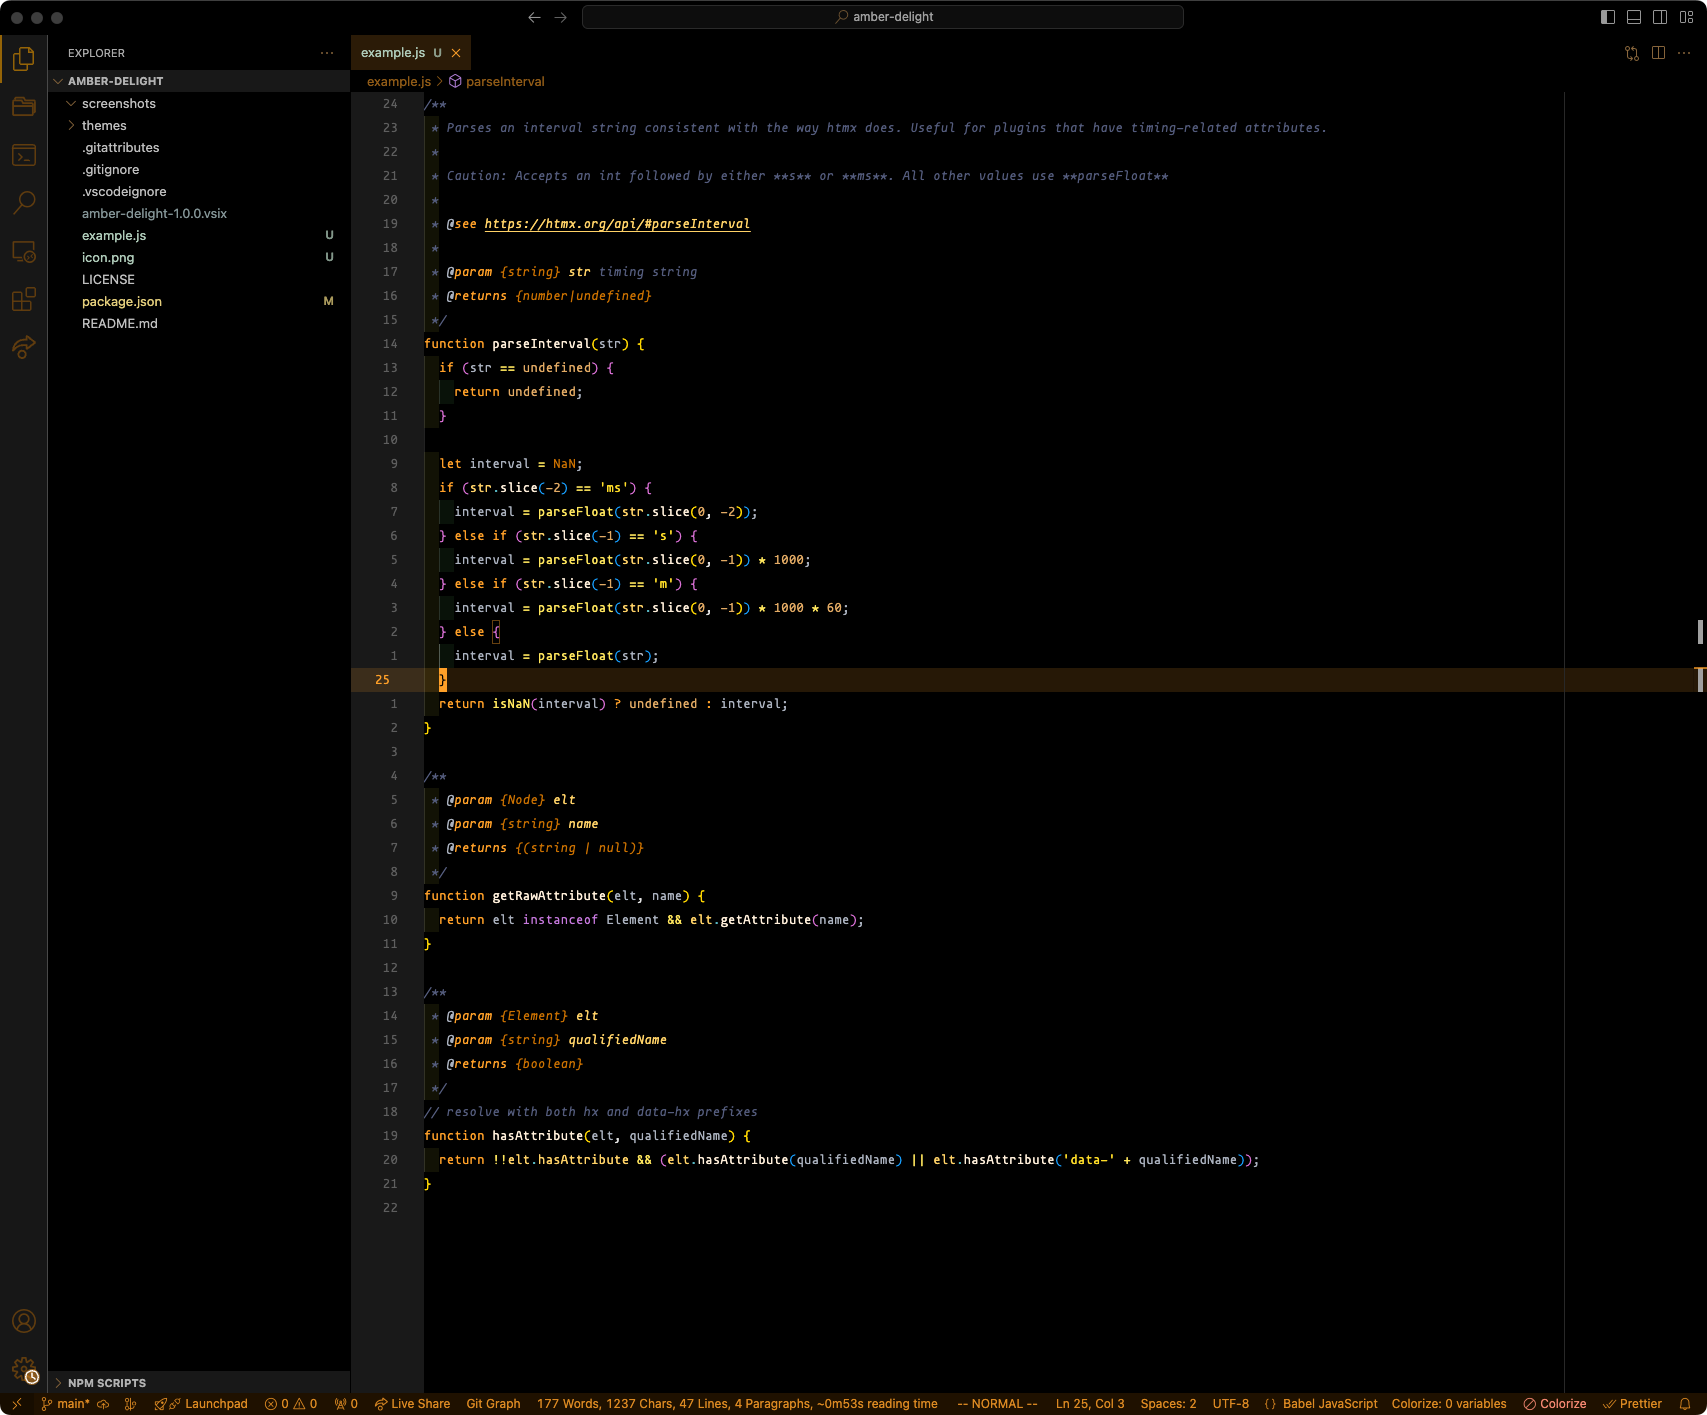 amber-delight
EXPLORER
AMBER-DELIGHT
screenshots
themes
.gitattributes
.gitignore
.vscodeignore
amber-delight-1.0.0.vsix
example.js U
icon.png U
LICENSE
package.json M
README.md
NPM SCRIPTS
example.js U
example.js > parseInterval
24 /**
23  * Parses an interval string consistent with the way htmx does. Useful for plugins that have timing-related attributes.
22  *
21  * Caution: Accepts an int followed by either **s** or **ms**. All other values use **parseFloat**
20  *
19  * @see https://htmx.org/api/#parseInterval
18  *
17  * @param {string} str timing string
16  * @returns {number|undefined}
15  */
14 function parseInterval(str) {
13   if (str == undefined) {
12     return undefined;
11   }
10
9   let interval = NaN;
8   if (str.slice(-2) == 'ms') {
7     interval = parseFloat(str.slice(0, -2));
6   } else if (str.slice(-1) == 's') {
5     interval = parseFloat(str.slice(0, -1)) * 1000;
4   } else if (str.slice(-1) == 'm') {
3     interval = parseFloat(str.slice(0, -1)) * 1000 * 60;
2   } else {
1     interval = parseFloat(str);
25   }
1   return isNaN(interval) ? undefined : interval;
2 }
3
4 /**
5  * @param {Node} elt
6  * @param {string} name
7  * @returns {(string | null)}
8  */
9 function getRawAttribute(elt, name) {
10   return elt instanceof Element && elt.getAttribute(name);
11 }
12
13 /**
14  * @param {Element} elt
15  * @param {string} qualifiedName
16  * @returns {boolean}
17  */
18 // resolve with both hx and data-hx prefixes
19 function hasAttribute(elt, qualifiedName) {
20   return !!elt.hasAttribute && (elt.hasAttribute(qualifiedName) || elt.hasAttribute('data-' + qualifiedName));
21 }
22
main* Launchpad 0 0 0 Live Share Git Graph 177 Words, 1237 Chars, 47 Lines, 4 Paragraphs, ~0m53s reading time -- NORMAL -- Ln 25, Col 3 Spaces: 2 UTF-8 {} Babel JavaScript Colorize: 0 variables Colorize Prettier